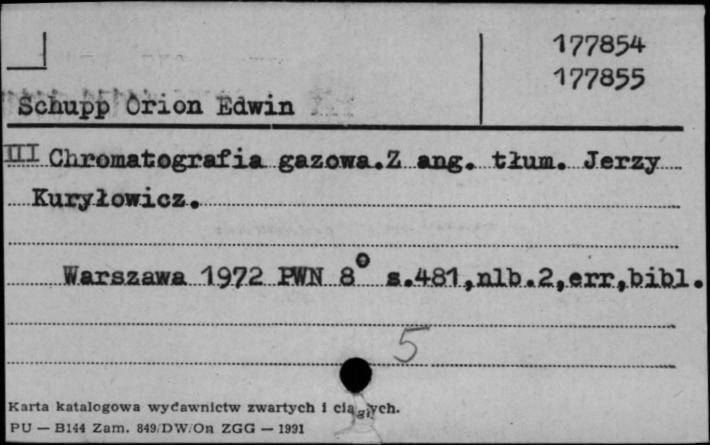 177854
177855
Schupp Orion Edwin
III Chromatografia gazowa.Z ang. tłum. Jerzy
Kuryłowicz.
Warszawa 1972 PWN 8° s.481,nlb.2,err,bibl.
5
Karta katalogowa wydawnictw zwartych i ciągłych.
PU — B144 Zam. 849/DW/On ZGG — 1991